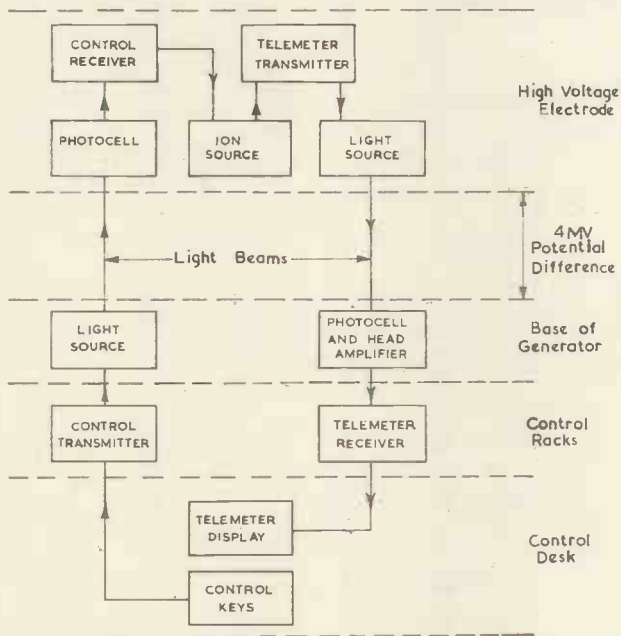 CONTROL
RECEIVER
TELEMETER
TRANSMITTER
High Voltage
Electrode
PHOTOCELL
ION
SOURCE
LIGHT
SOURCE
Light Beams
4MV
Potential
Difference
LIGHT
SOURCE
PHOTOCELL
AND HEAD
AMPLIFIER
Base of
Generator
CONTROL
TRANSMITTER
TELEMETER
RECEIVER
Control
Racks
TELEMETER
DISPLAY
Control
Desk
CONTROL
KEYS